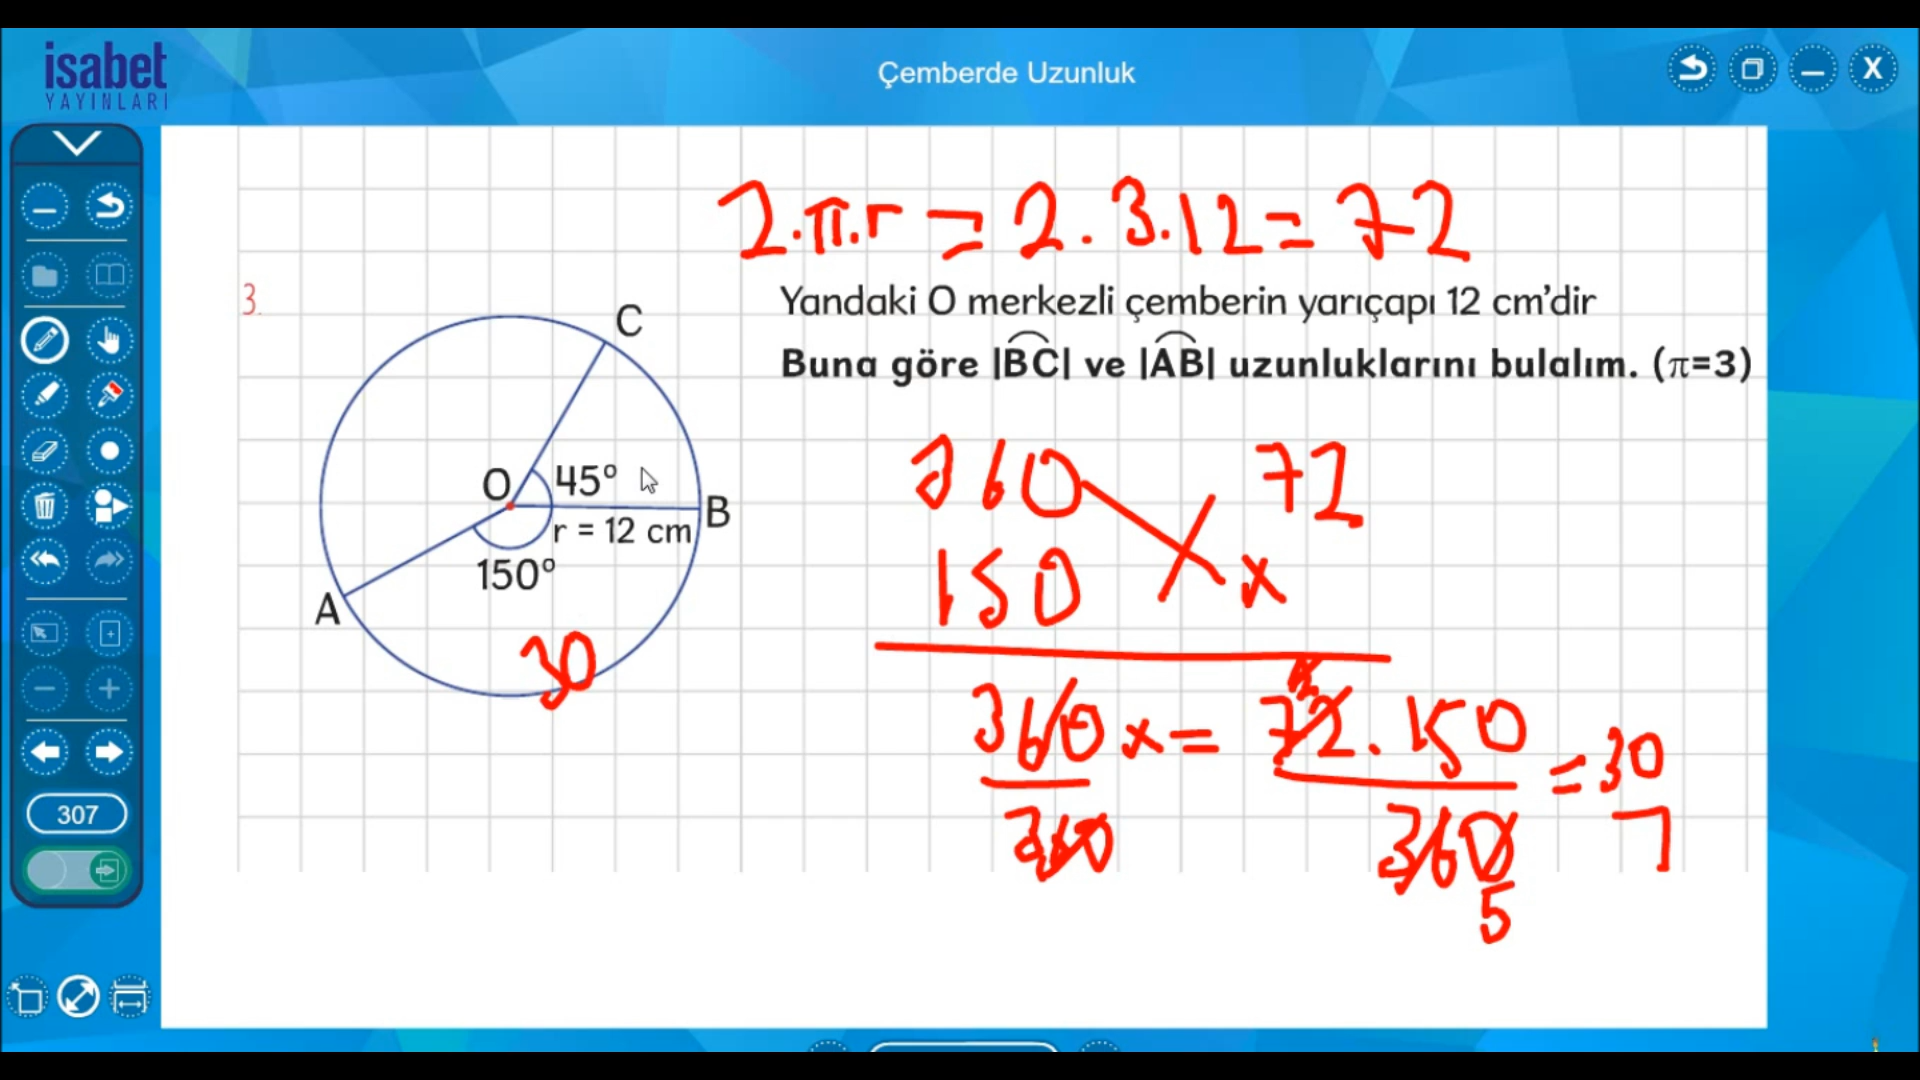 isabet
YAYINLARI
Çemberde Uzunluk
X
2.π.r = 2.3.12 = 72
3.
Yandaki O merkezli çemberin yarıçapı 12 cm'dir
Buna göre |BC| ve |AB| uzunluklarını bulalım. (π=3)
C
O
45°
B
r = 12 cm
150°
A
30
360 72
150 x
360 x = 72.150 = 30
360 360
5
307